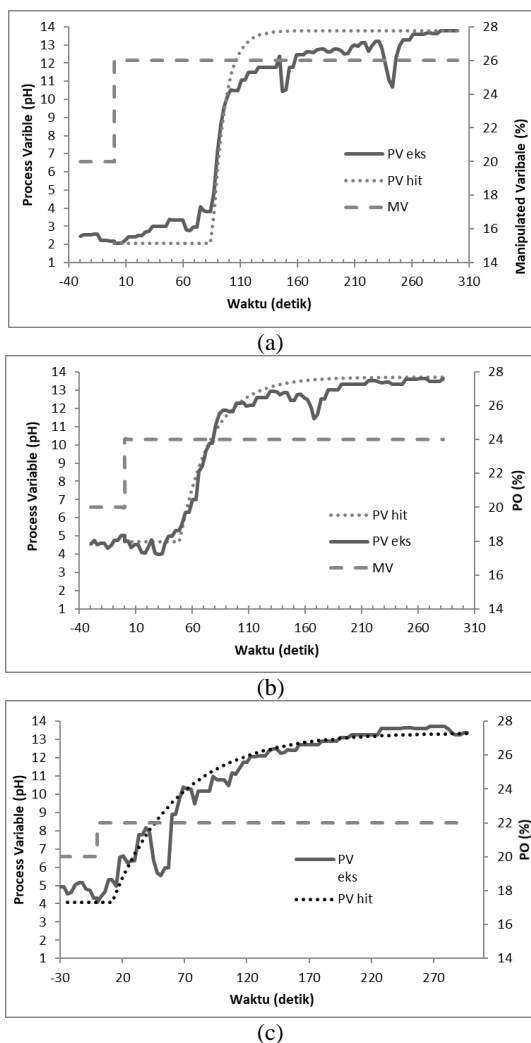 14
13
12
11
10
9
8
7
6
5
4
3
2
1
Process Varible (pH)
28
26
24
22
20
18
16
14
Manipulated Varibale (%)
PV eks
PV hit
MV
-40 10 60 110 160 210 260 310
Waktu (detik)
(a)
14
13
12
11
10
9
8
7
6
5
4
3
2
1
Process Variable (pH)
28
26
24
22
20
18
16
14
PO (%)
PV hit
PV eks
MV
-40 10 60 110 160 210 260 310
Waktu (detik)
(b)
14
13
12
11
10
9
8
7
6
5
4
3
2
1
Process Variable (pH)
28
26
24
22
20
18
16
14
PO (%)
PV
eks
PV hit
-30 20 70 120 170 220 270
Waktu (detik)
(c)